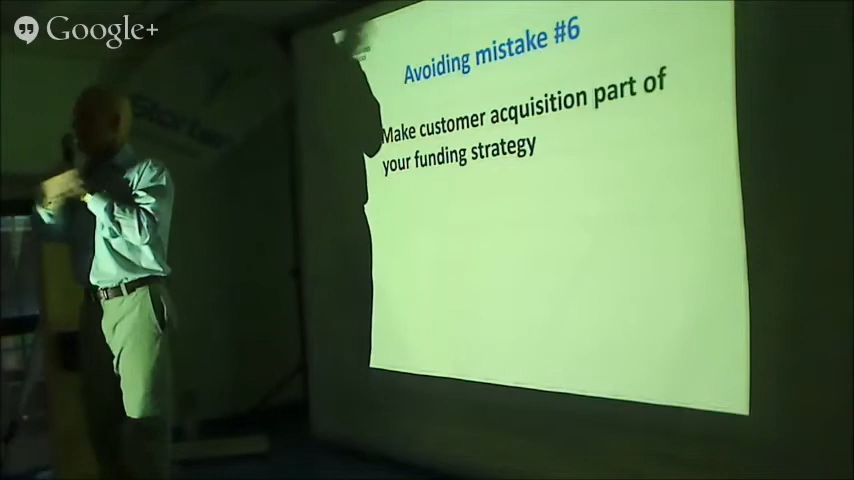 Google+
Avoiding mistake #6
Make customer acquisition part of
your funding strategy